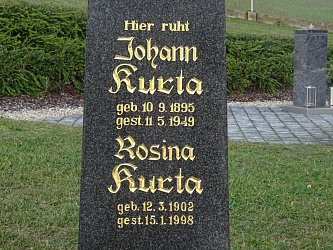 Hier ruht
Johann
Kurta
geb. 10. 9. 1895
gest. 11. 5. 1949
Rosina
Kurta
geb. 12. 3. 1902
gest. 15. 1. 1998